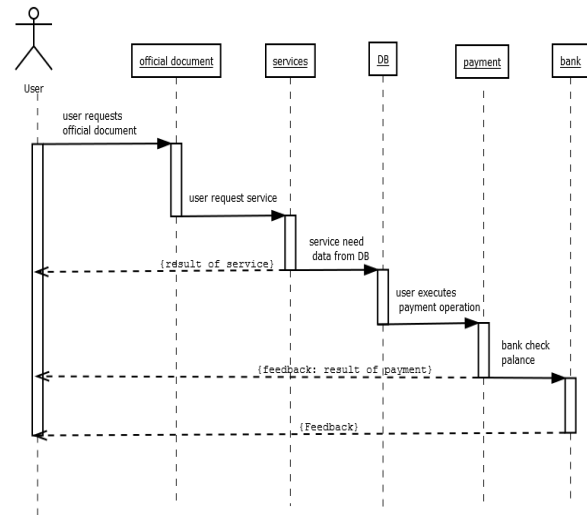 official document
services
DB
payment
bank
User
user requests
official document
user request service
service need
data from DB
{result of service}
user executes
payment operation
bank check
palance
{feedback: result of payment}
{Feedback}